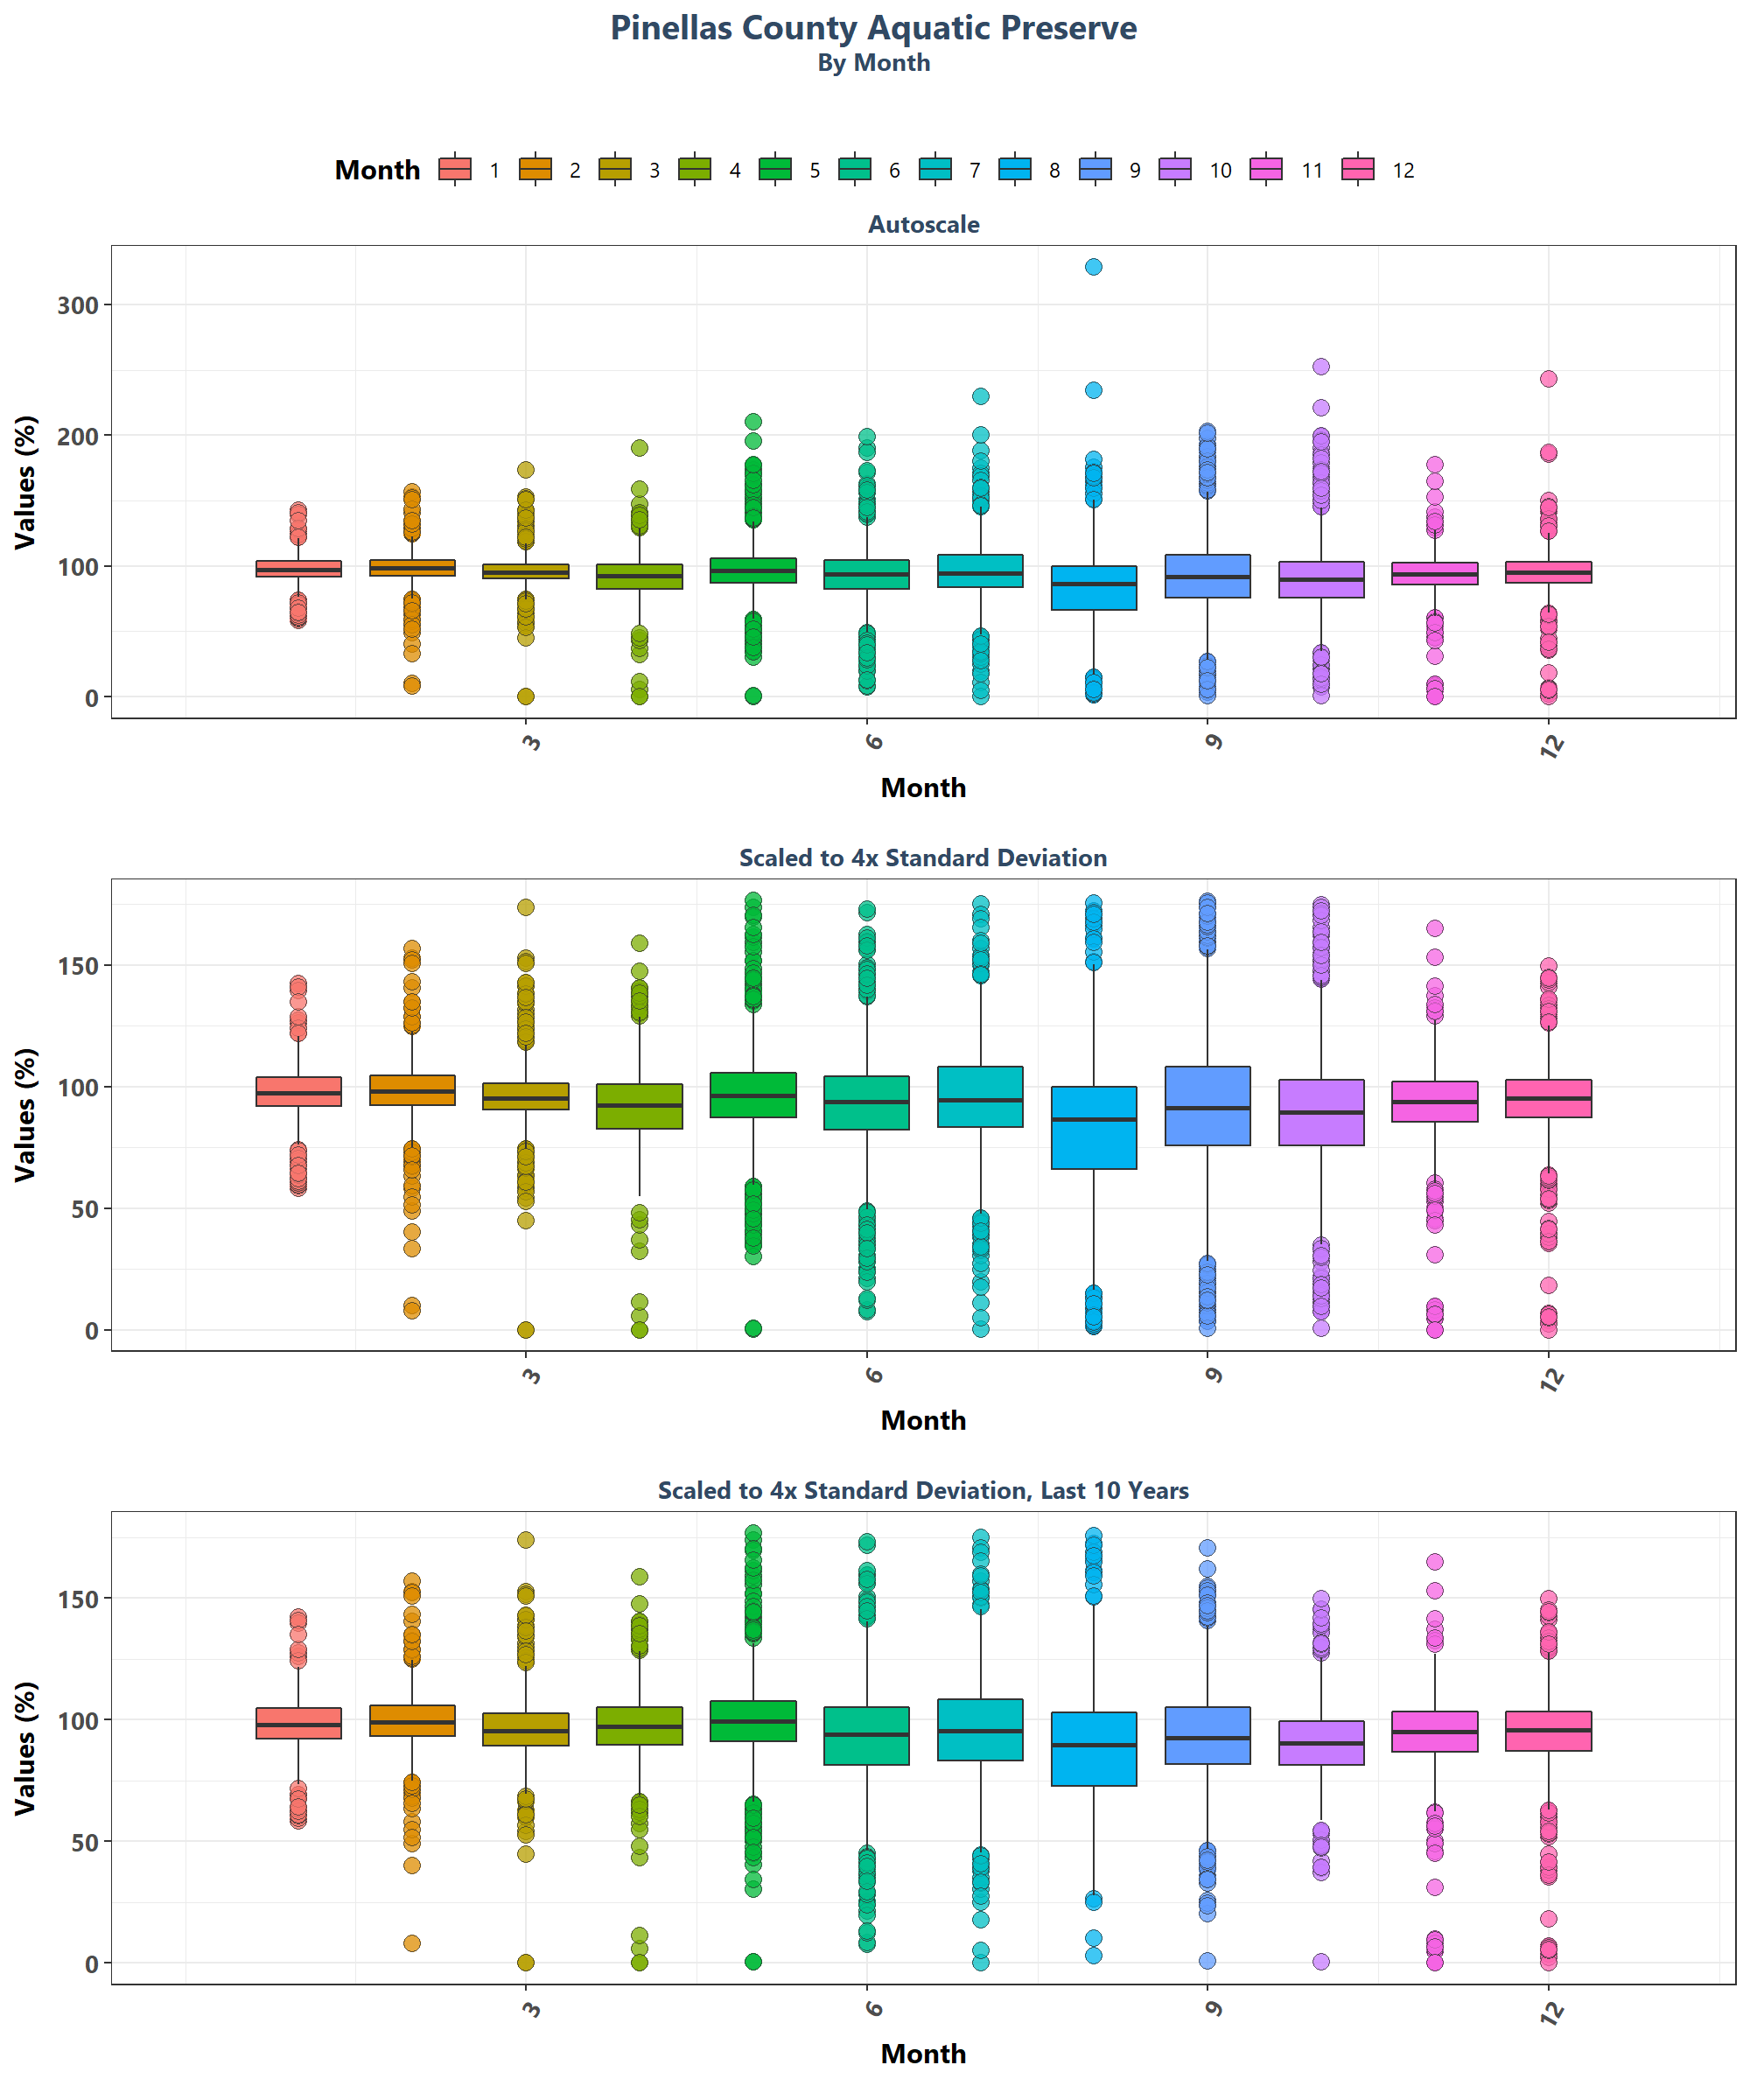 Pinellas County Aquatic Preserve
By Month
Month 1 2 3 4 5 6 7 8 9 10 11 12
Autoscale
Values (%)
300
200
100
0
3 6 9 12
Month
Scaled to 4x Standard Deviation
Values (%)
150
100
50
0
3 6 9 12
Month
Scaled to 4x Standard Deviation, Last 10 Years
Values (%)
150
100
50
0
3 6 9 12
Month